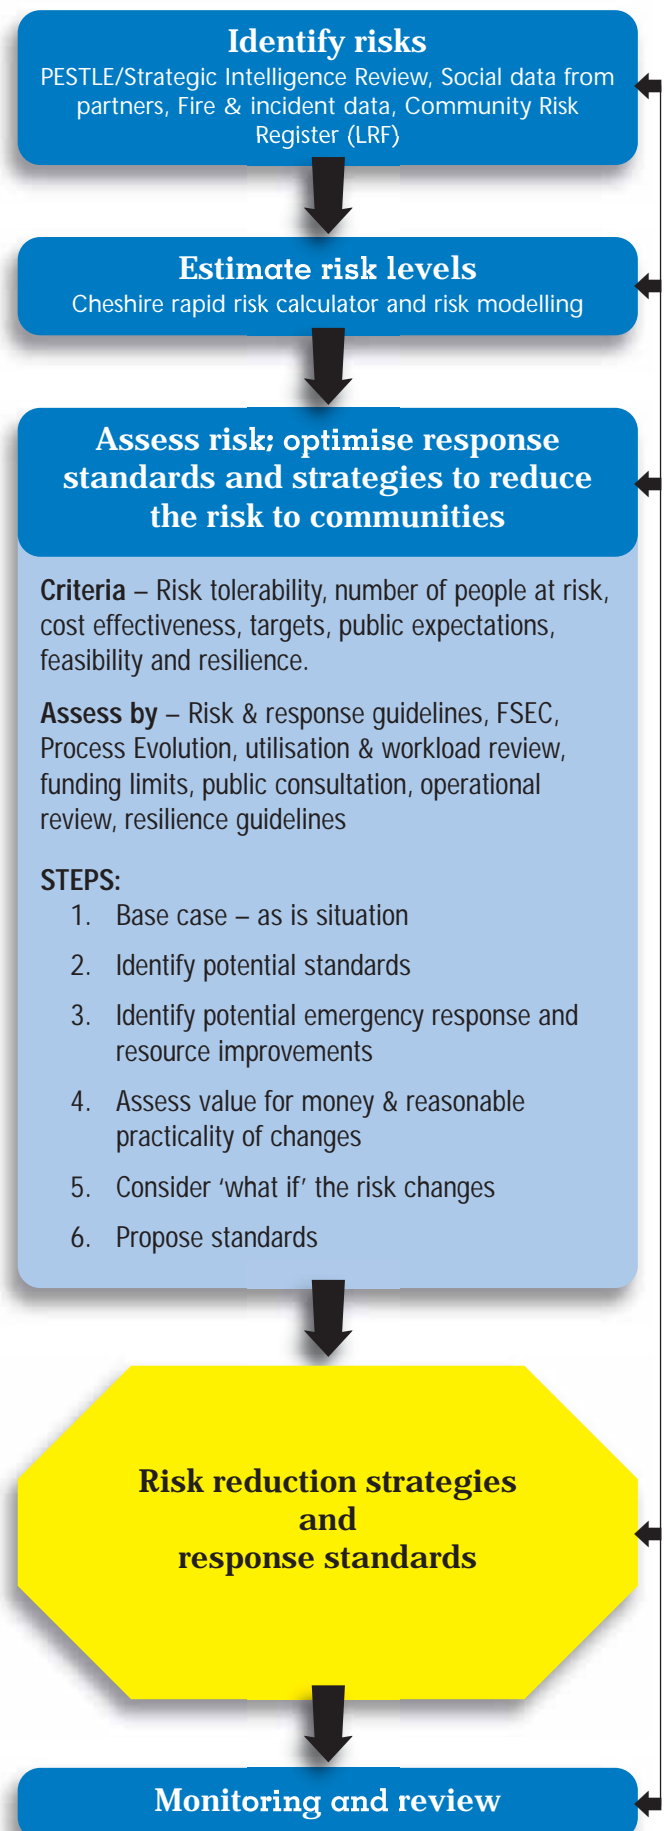 Identify risks
PESTLE/Strategic Intelligence Review, Social data from
partners, Fire & incident data, Community Risk
Register (LRF)
Estimate risk levels
Cheshire rapid risk calculator and risk modelling
Assess risk; optimise response
standards and strategies to reduce
the risk to communities
Criteria – Risk tolerability, number of people at risk,
cost effectiveness, targets, public expectations,
feasibility and resilience.
Assess by – Risk & response guidelines, FSEC,
Process Evolution, utilisation & workload review,
funding limits, public consultation, operational
review, resilience guidelines
STEPS:
1. Base case – as is situation
2. Identify potential standards
3. Identify potential emergency response and
resource improvements
4. Assess value for money & reasonable
practicality of changes
5. Consider ‘what if’ the risk changes
6. Propose standards
Risk reduction strategies
and
response standards
Monitoring and review